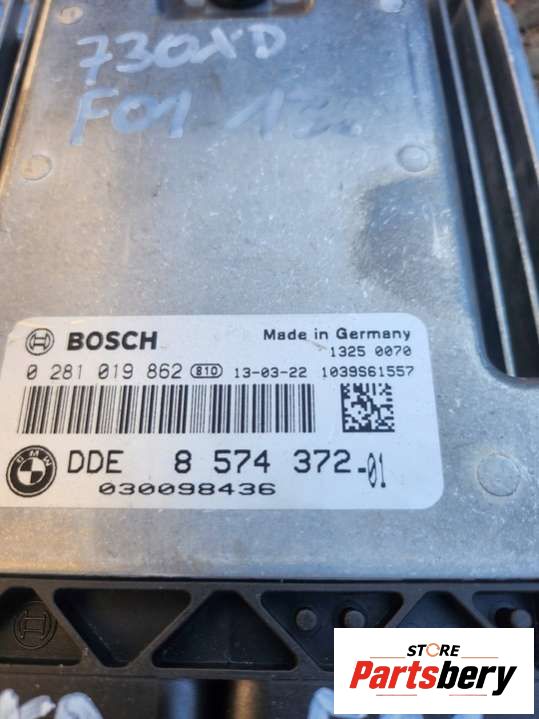 730XD
F01
BOSCH
Made in Germany
1325 0070
0 281 019 862 810 13-03-22 1039S61557
BMW
DDE 8 574 372-01
030098436
STORE
Partsbery